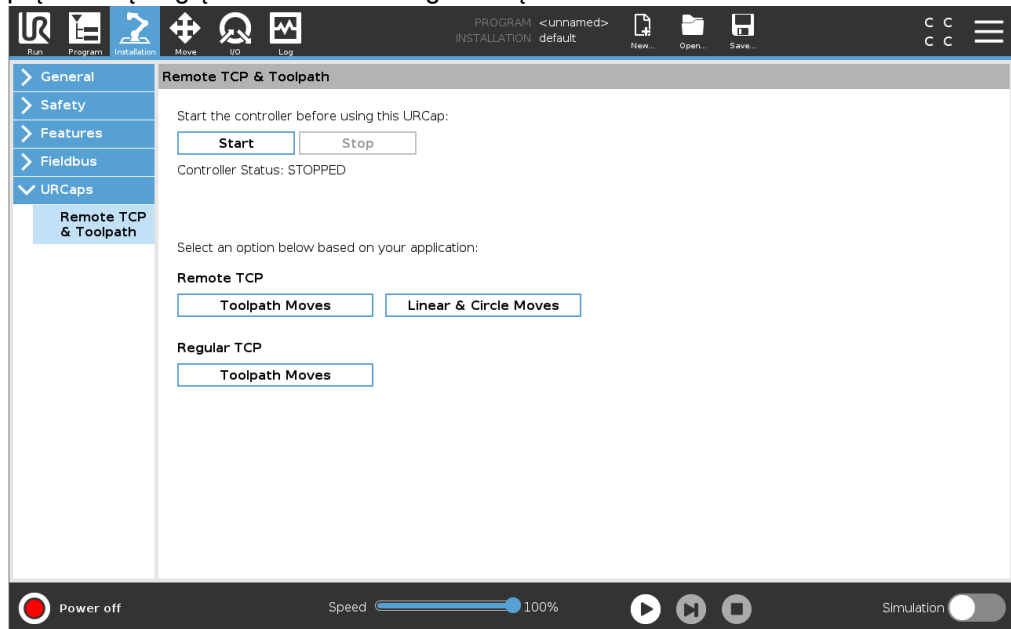 UR
PROGRAM <unnamed>
INSTALLATION default
C C
C C
Run Program Installation Move I/O Log New... Open... Save...
General
Safety
Features
Fieldbus
URCaps
Remote TCP
& Toolpath
Remote TCP & Toolpath
Start the controller before using this URCap:
Start Stop
Controller Status: STOPPED
Select an option below based on your application:
Remote TCP
Toolpath Moves Linear & Circle Moves
Regular TCP
Toolpath Moves
Power off Speed 100% Simulation